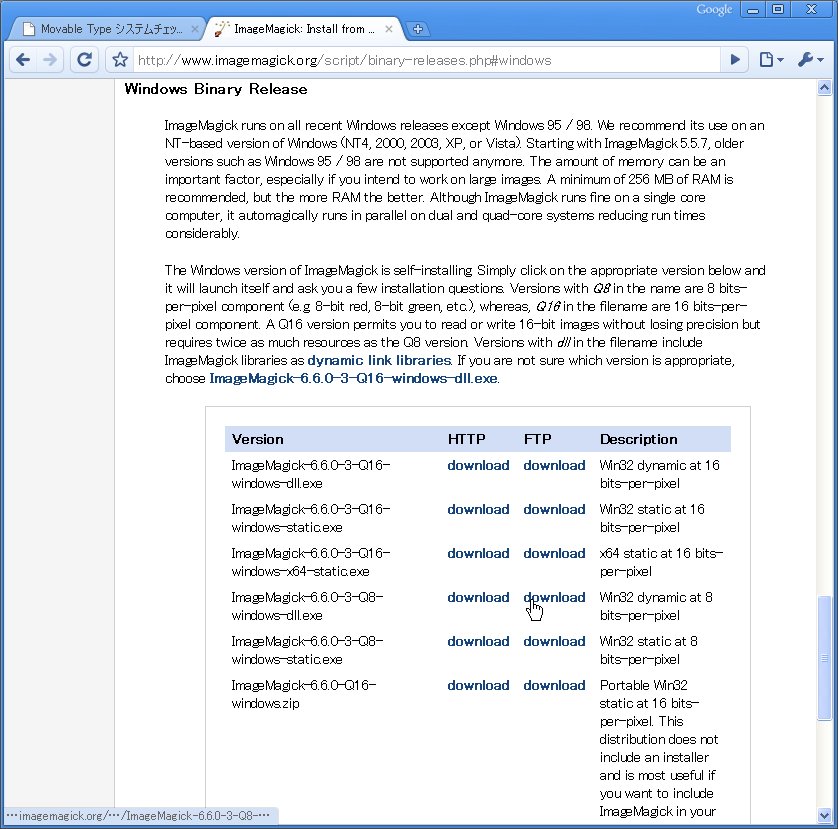 Google
Movable Type システムチェッ...
ImageMagick: Install from ...
http://www.imagemagick.org/script/binary-releases.php#windows
Windows Binary Release
ImageMagick runs on all recent Windows releases except Windows 95 / 98. We recommend its use on an
NT-based version of Windows (NT4, 2000, 2003, XP, or Vista). Starting with ImageMagick 5.5.7, older
versions such as Windows 95 / 98 are not supported anymore. The amount of memory can be an
important factor, especially if you intend to work on large images. A minimum of 256 MB of RAM is
recommended, but the more RAM the better. Although ImageMagick runs fine on a single core
computer, it automagically runs in parallel on dual and quad-core systems reducing run times
considerably.
The Windows version of ImageMagick is self-installing. Simply click on the appropriate version below and
it will launch itself and ask you a few installation questions. Versions with Q8 in the name are 8 bits-
per-pixel component (e.g. 8-bit red, 8-bit green, etc.), whereas, Q16 in the filename are 16 bits-per-
pixel component. A Q16 version permits you to read or write 16-bit images without losing precision but
requires twice as much resources as the Q8 version. Versions with dll in the filename include
ImageMagick libraries as dynamic link libraries. If you are not sure which version is appropriate,
choose ImageMagick-6.6.0-3-Q16-windows-dll.exe.
Version HTTP FTP Description
ImageMagick-6.6.0-3-Q16- download download Win32 dynamic at 16
windows-dll.exe bits-per-pixel
ImageMagick-6.6.0-3-Q16- download download Win32 static at 16
windows-static.exe bits-per-pixel
ImageMagick-6.6.0-3-Q16- download download x64 static at 16 bits-
windows-x64-static.exe per-pixel
ImageMagick-6.6.0-3-Q8- download download Win32 dynamic at 8
windows-dll.exe bits-per-pixel
ImageMagick-6.6.0-3-Q8- download download Win32 static at 8
windows-static.exe bits-per-pixel
ImageMagick-6.6.0-Q16- download download Portable Win32
windows.zip static at 16 bits-
per-pixel. This
distribution does not
include an installer
and is most useful if
you want to include
ImageMagick in your
…imagemagick.org/…/ImageMagick-6.6.0-3-Q8-…